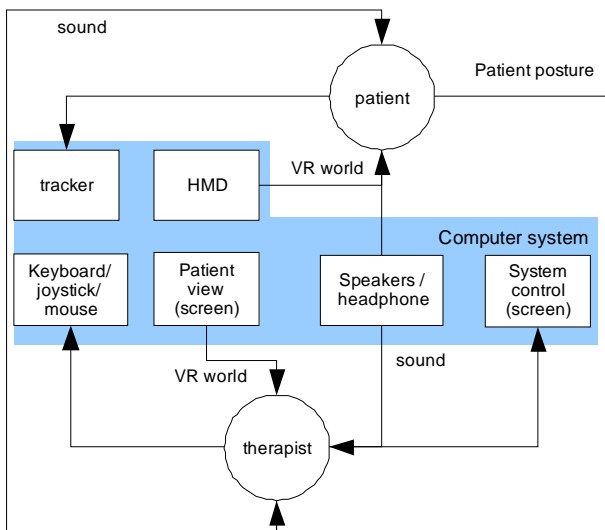 sound
Patient posture
patient
VR world
tracker
HMD
Computer system
Keyboard/
joystick/
mouse
Patient
view
(screen)
Speakers /
headphone
System
control
(screen)
sound
VR world
therapist